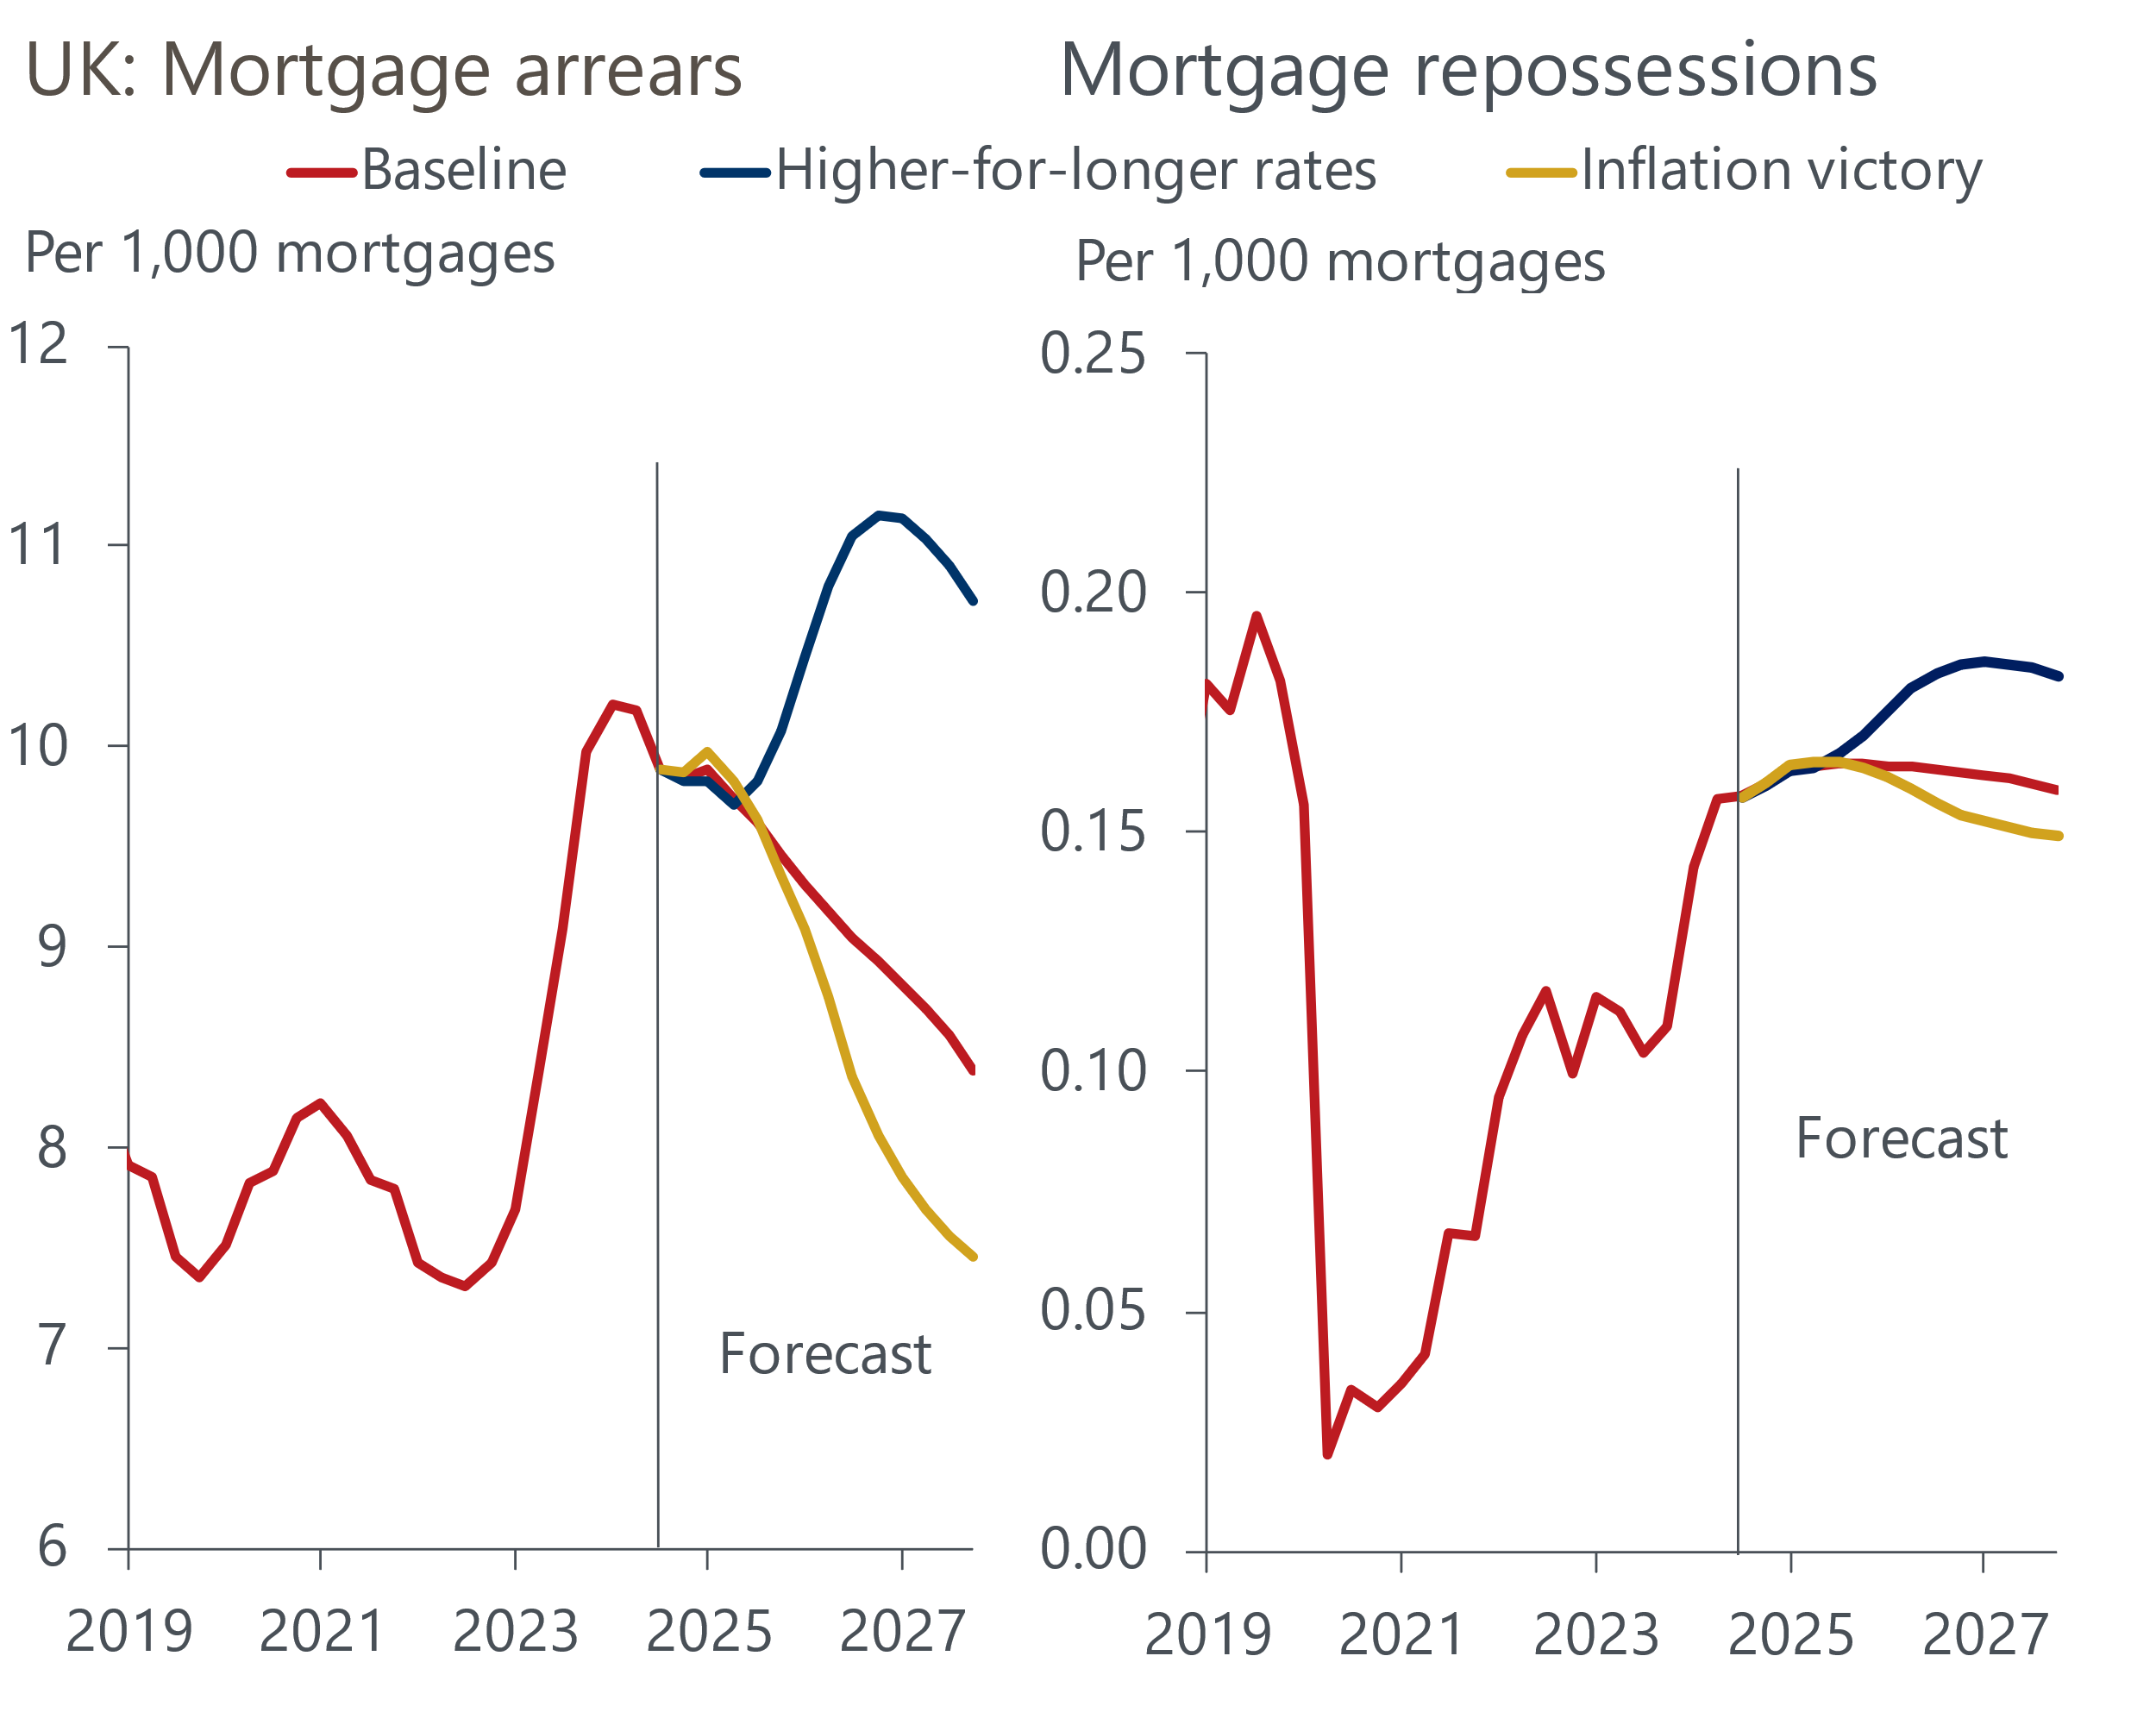 UK: Mortgage arrears
Mortgage repossessions
Baseline
Higher-for-longer rates
Inflation victory
Per 1,000 mortgages
Per 1,000 mortgages
12
11
10
9
8
7
6
Forecast
2019 2021 2023 2025 2027
0.25
0.20
0.15
0.10
0.05
0.00
Forecast
2019 2021 2023 2025 2027